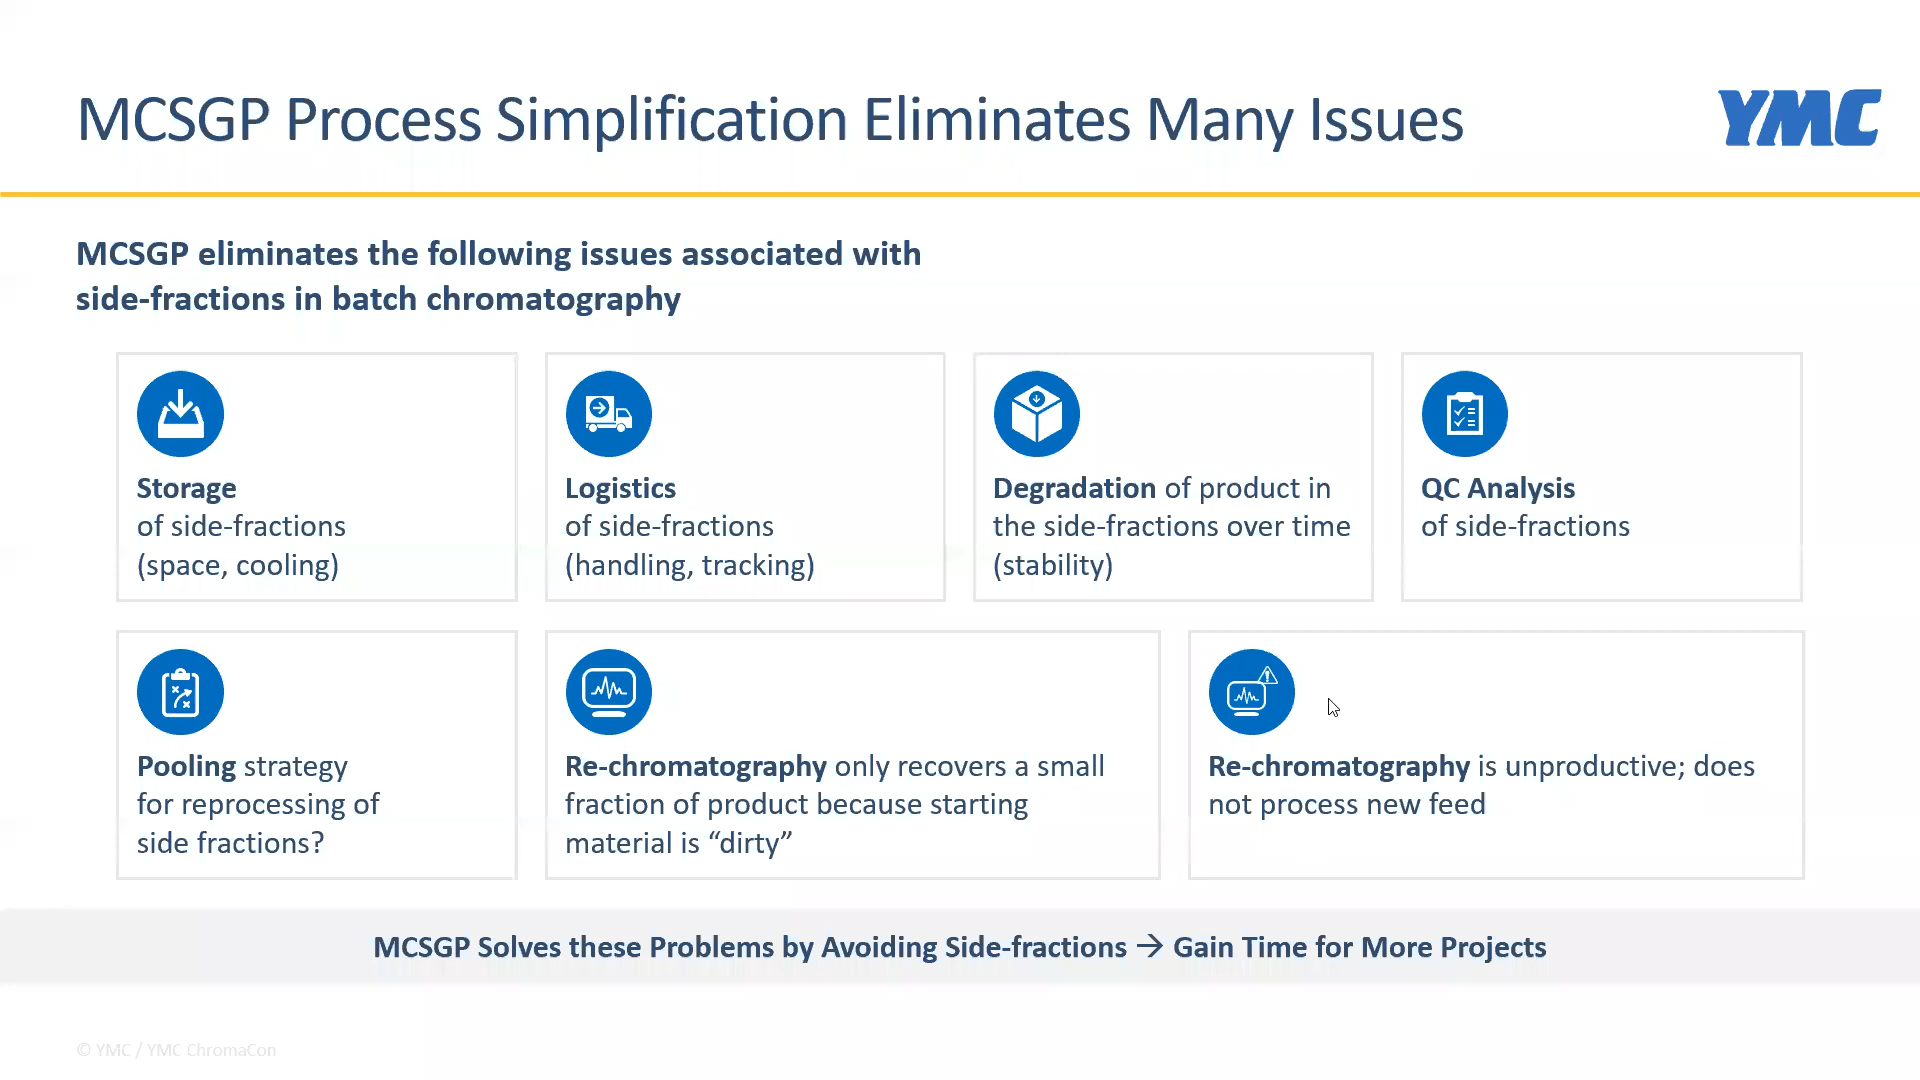 MCSGP Process Simplification Eliminates Many Issues
YMC
MCSGP eliminates the following issues associated with
side-fractions in batch chromatography
Storage
of side-fractions
(space, cooling)
Logistics
of side-fractions
(handling, tracking)
Degradation of product in
the side-fractions over time
(stability)
QC Analysis
of side-fractions
Pooling strategy
for reprocessing of
side fractions?
Re-chromatography only recovers a small
fraction of product because starting
material is “dirty”
Re-chromatography is unproductive; does
not process new feed
MCSGP Solves these Problems by Avoiding Side-fractions → Gain Time for More Projects
© YMC / YMC ChromaCon